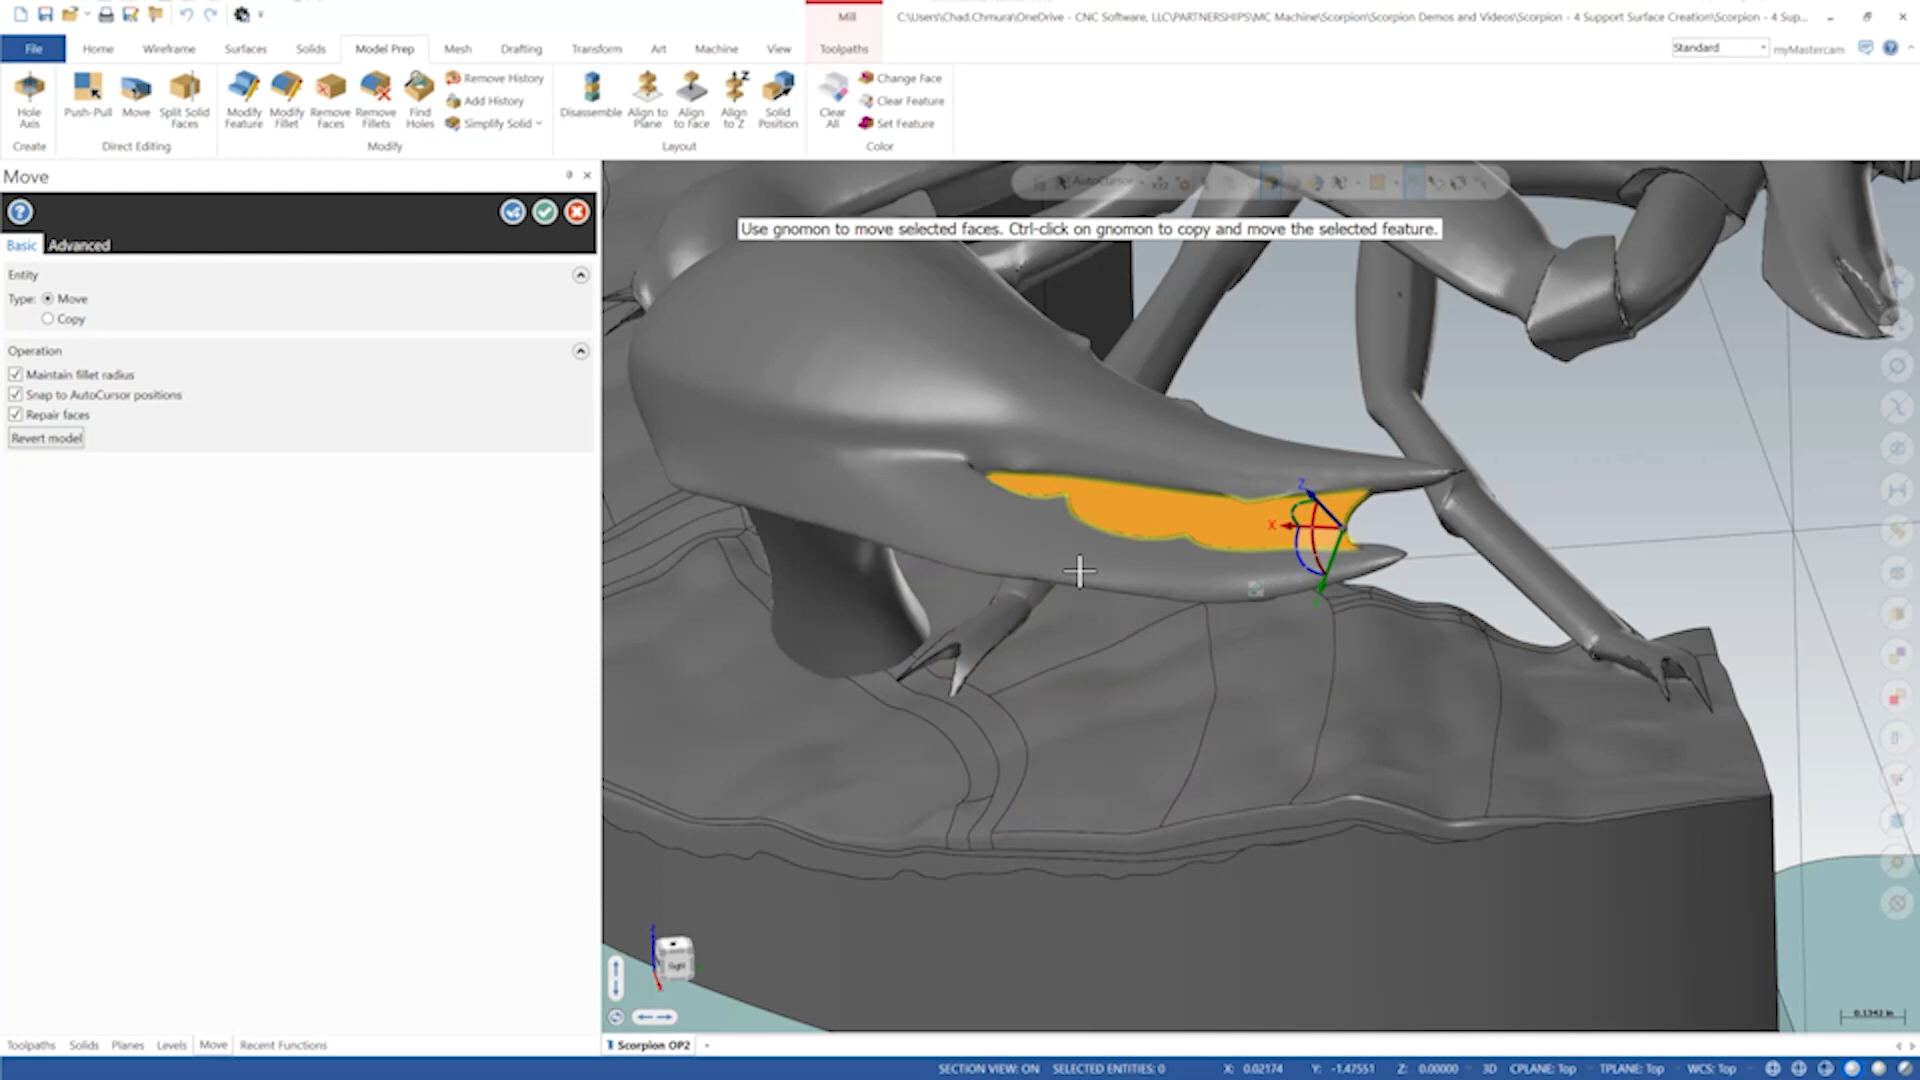 Mill
C:\Users\Chad.Chmura\OneDrive - CNC Software, LLC\PARTNERSHIPS\MC Machine\Scorpion\Scorpion Demos and Videos\Scorpion - 4 Support Surface Creation\Scorpion - 4 Sup...
File Home Wireframe Surfaces Solids Model Prep Mesh Drafting Transform Art Machine View Toolpaths
Standard myMastercam
Hole Axis
Push-Pull
Move
Split Solid Faces
Modify Feature
Modify Fillet
Remove Faces
Remove Fillets
Find Holes
Remove History
Add History
Simplify Solid
Disassemble
Align to Plane
Align to Face
Align to Z
Solid Position
Clear All
Change Face
Clear Feature
Set Feature
Create Direct Editing Modify Layout Color
Move
Basic Advanced
Entity
Type: Move
Copy
Operation
Maintain fillet radius
Snap to AutoCursor positions
Repair faces
Revert model
AutoCursor
Use gnomon to move selected faces. Ctrl-click on gnomon to copy and move the selected feature.
Z
X
Z
Right
0.1342 in
Toolpaths Solids Planes Levels Move Recent Functions
1 Scorpion OP2
SECTION VIEW: ON SELECTED ENTITIES: 0 X: 0.02174 Y: -1.47551 Z: 0.00000 3D CPLANE: Top TPLANE: Top WCS: Top